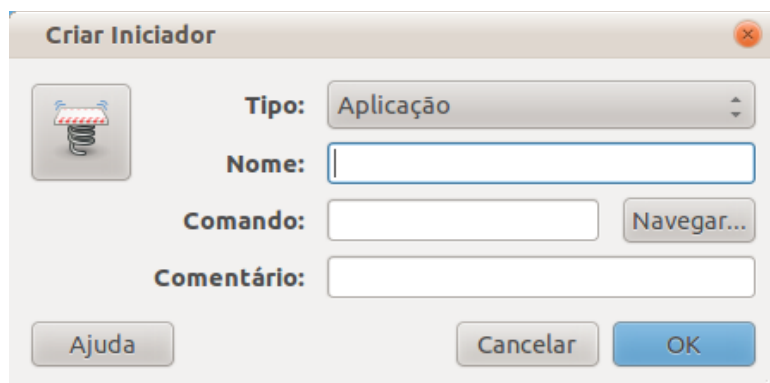 Criar Iniciador
Tipo: Aplicação
Nome:
Comando: Navegar...
Comentário:
Ajuda Cancelar OK